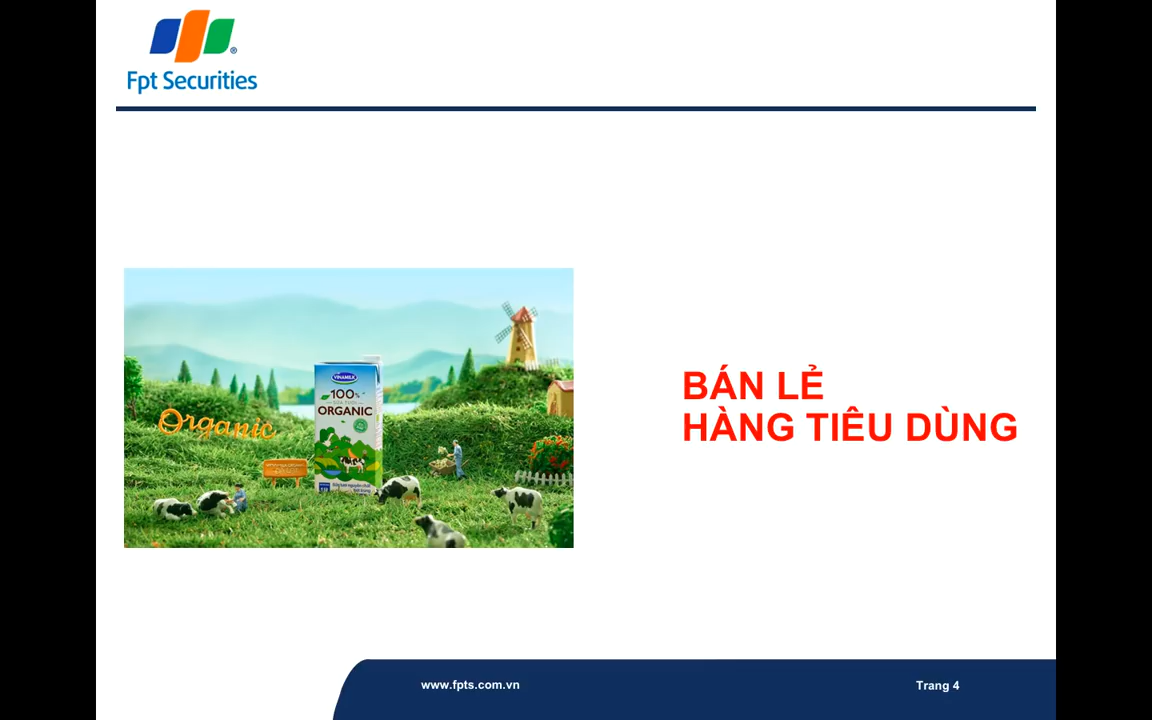 Fpt Securities
BÁN LẺ
HÀNG TIÊU DÙNG
VINAMILK
100%
ORGANIC
Organic
www.fpts.com.vn
Trang 4